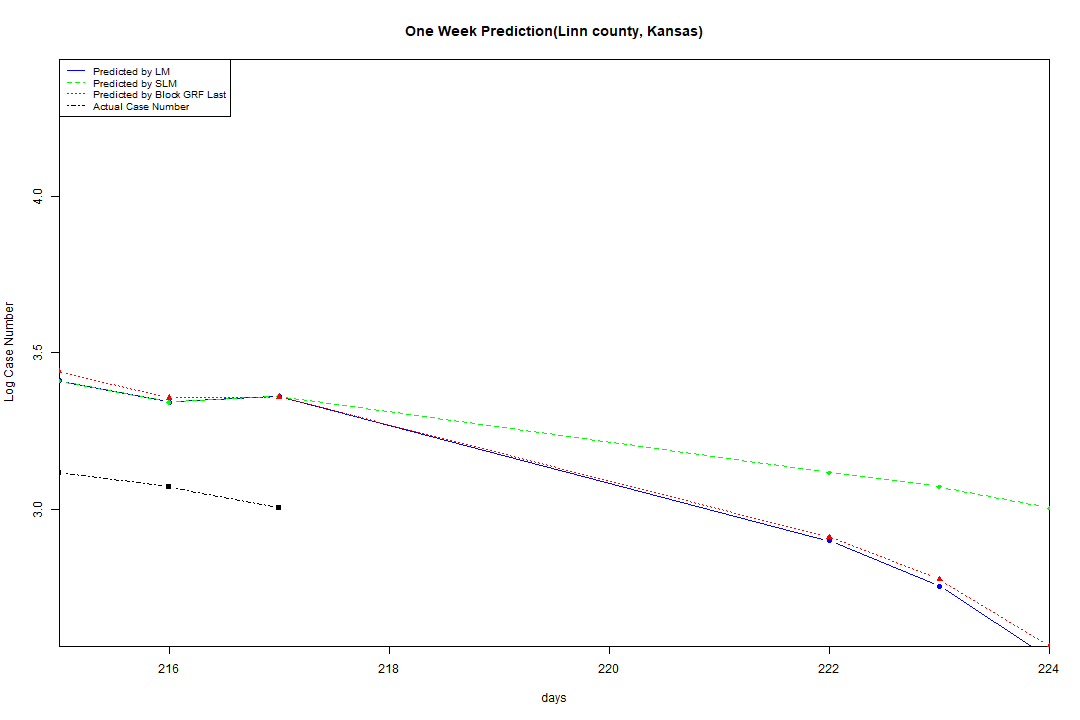 One Week Prediction(Linn county, Kansas)
Predicted by LM
Predicted by SLM
Predicted by Block GRF Last
Actual Case Number
4.0
3.5
3.0
Log Case Number
216
218
220
222
224
days